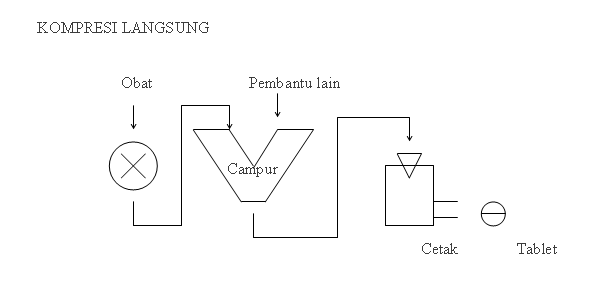 KOMPRESI LANGSUNG
Obat
Pembantu lain
Campur
Cetak
Tablet